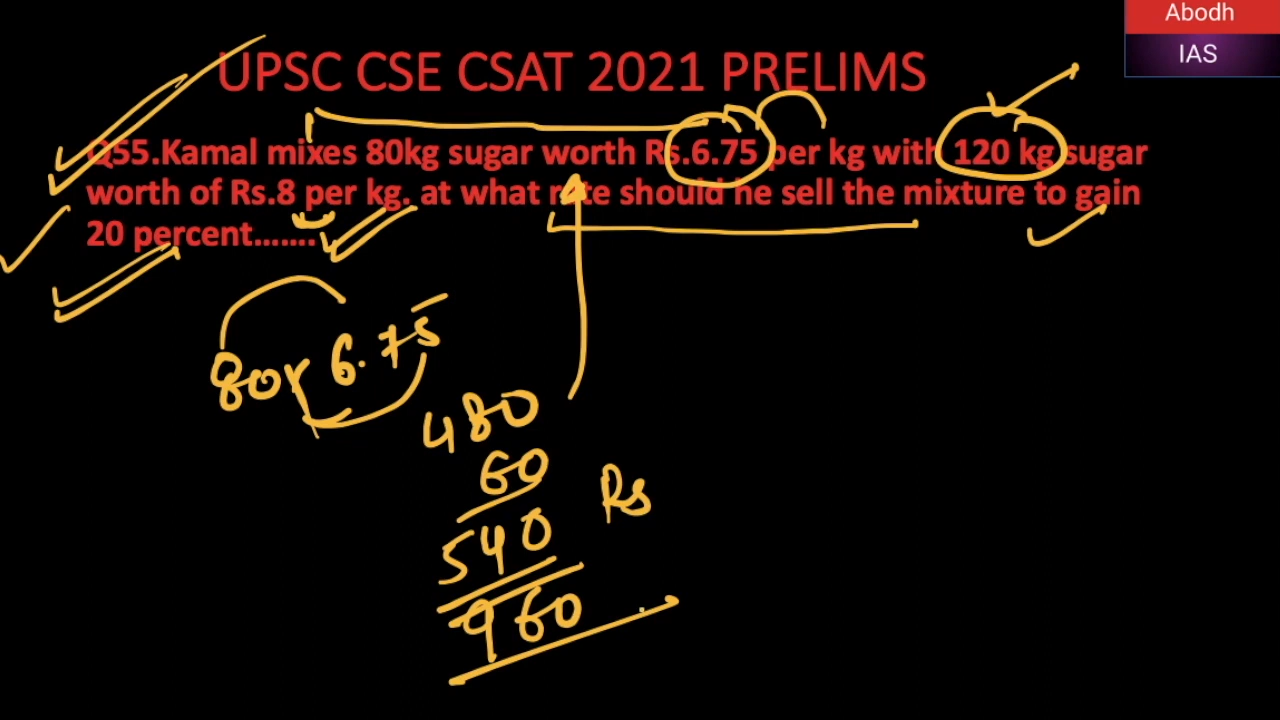 Abodh
IAS
UPSC CSE CSAT 2021 PRELIMS
Q55.Kamal mixes 80kg sugar worth Rs.6.75 per kg with 120 kg sugar
worth of Rs.8 per kg. at what rate should he sell the mixture to gain
20 percent.......
80x 6.75
480
60
540 Rs
960